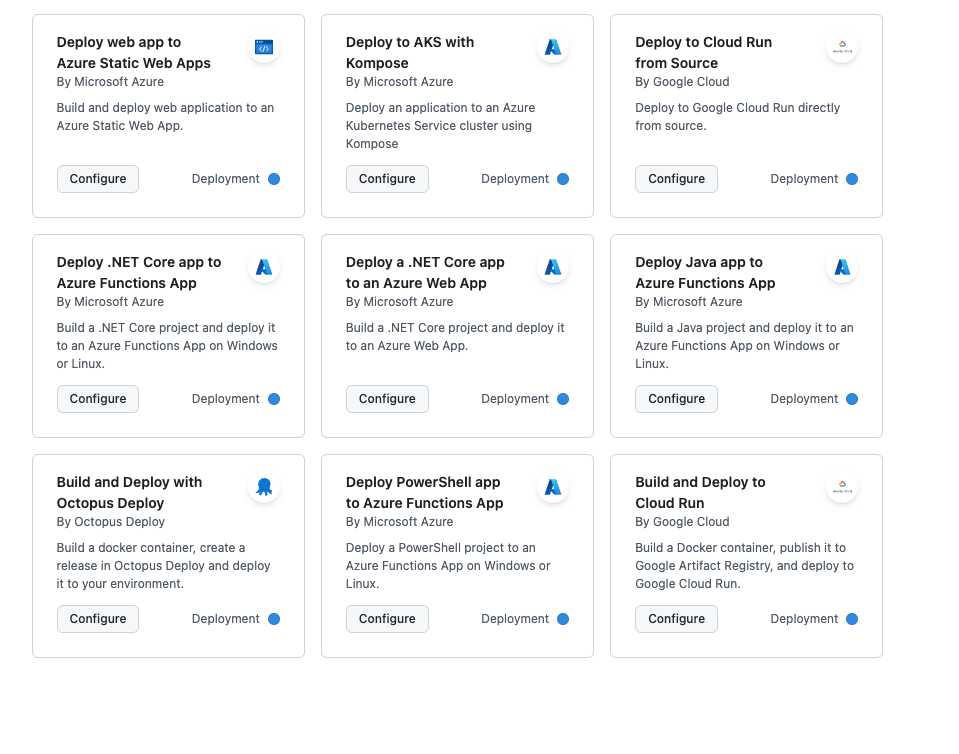 Deploy web app to
Azure Static Web Apps
By Microsoft Azure
Build and deploy web application to an
Azure Static Web App.
Configure
Deployment
Deploy to AKS with
Kompose
By Microsoft Azure
Deploy an application to an Azure
Kubernetes Service cluster using
Kompose
Configure
Deployment
Deploy to Cloud Run
from Source
By Google Cloud
Deploy to Google Cloud Run directly
from source.
Configure
Deployment
Deploy .NET Core app to
Azure Functions App
By Microsoft Azure
Build a .NET Core project and deploy it
to an Azure Functions App on Windows
or Linux.
Configure
Deployment
Deploy a .NET Core app
to an Azure Web App
By Microsoft Azure
Build a .NET Core project and deploy it
to an Azure Web App.
Configure
Deployment
Deploy Java app to
Azure Functions App
By Microsoft Azure
Build a Java project and deploy it to an
Azure Functions App on Windows or
Linux.
Configure
Deployment
Build and Deploy with
Octopus Deploy
By Octopus Deploy
Build a docker container, create a
release in Octopus Deploy and deploy
it to your environment.
Configure
Deployment
Deploy PowerShell app
to Azure Functions App
By Microsoft Azure
Deploy a PowerShell project to an
Azure Functions App on Windows or
Linux.
Configure
Deployment
Build and Deploy to
Cloud Run
By Google Cloud
Build a Docker container, publish it to
Google Artifact Registry, and deploy to
Google Cloud Run.
Configure
Deployment